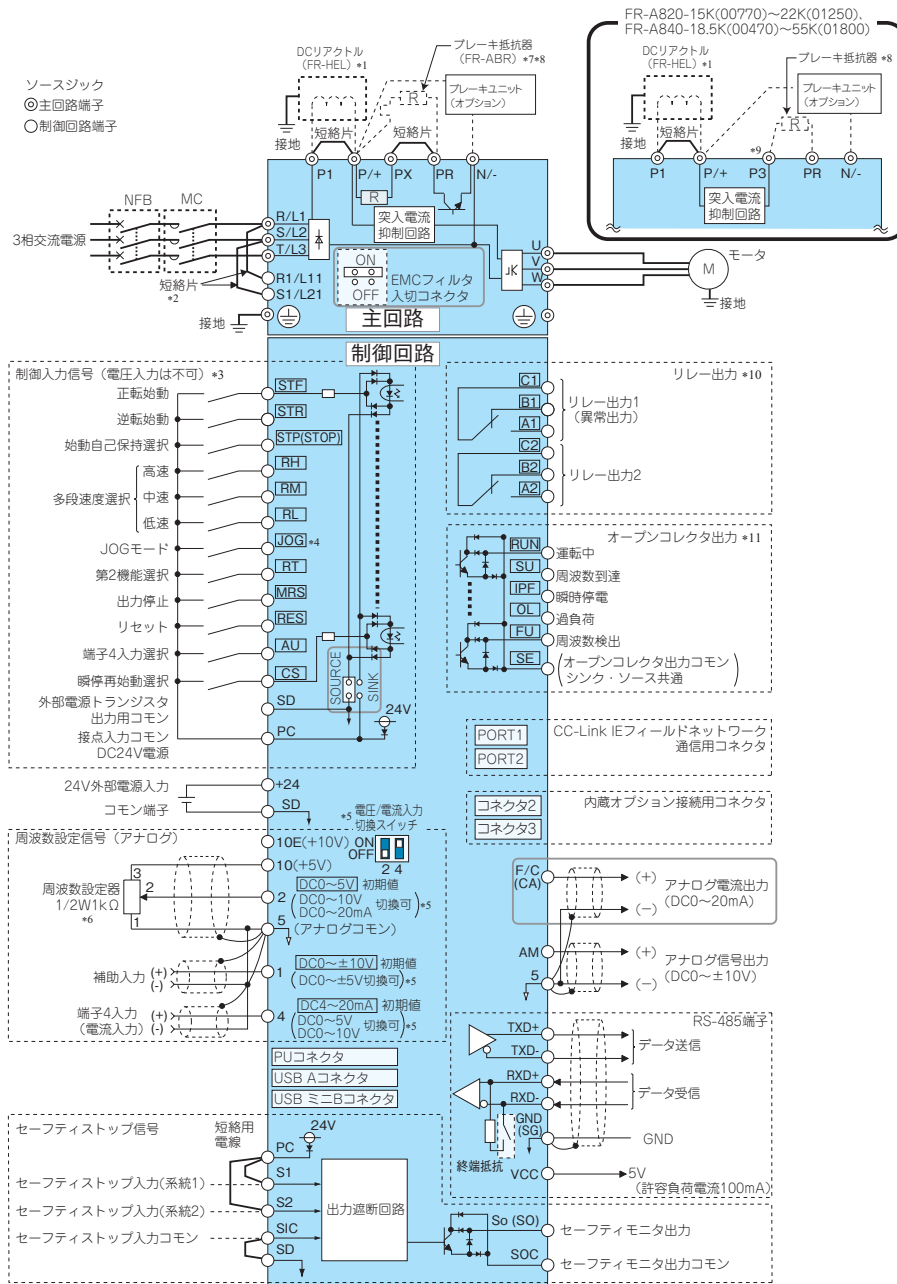 FR-A820-15K(00770)～22K(01250)、
FR-A840-18.5K(00470)～55K(01800)
ソースジック
◎主回路端子
○制御回路端子
DCリアクトル
(FR-HEL) *1
ブレーキ抵抗器
(FR-ABR) *7*8
R
ブレーキユニット
(オプション)
接地
短絡片
短絡片
P1
P/+
PX
PR
N/-
R
突入電流
抑制回路
DCリアクトル
(FR-HEL) *1
ブレーキ抵抗器 *8
ブレーキユニット
(オプション)
R
接地
短絡片
*9
P1
P/+
P3
PR
N/-
突入電流
抑制回路
NFB
MC
3相交流電源
R/L1
S/L2
T/L3
R1/L11
S1/L21
短絡片
*2
接地
ON
OFF
EMCフィルタ
入切コネクタ
主回路
U
V
W
モータ
M
接地
制御回路
制御入力信号（電圧入力は不可）*3
正転始動
STF
逆転始動
STR
始動自己保持選択
STP(STOP)
多段速度選択
高速
RH
中速
RM
低速
RL
JOGモード
JOG *4
第2機能選択
RT
出力停止
MRS
リセット
RES
端子4入力選択
AU
瞬停再始動選択
CS
外部電源トランジスタ
出力用コモン
SD
接点入力コモン
DC24V電源
PC
SOURCE
SINK
24V
24V外部電源入力
+24
コモン端子
SD
リレー出力 *10
C1
B1
A1
リレー出力1
（異常出力）
C2
B2
A2
リレー出力2
オープンコレクタ出力 *11
RUN
運転中
SU
周波数到達
IPF
瞬時停電
OL
過負荷
FU
周波数検出
SE
オープンコレクタ出力コモン
シンク・ソース共通
PORT1
PORT2
CC-Link IEフィールドネットワーク
通信用コネクタ
コネクタ2
コネクタ3
内蔵オプション接続用コネクタ
周波数設定信号（アナログ）
*5 電圧/電流入力
切換スイッチ
ON
OFF
2 4
10E(+10V)
10(+5V)
周波数設定器
1/2W1kΩ
*6
3
2
1
2
DC0～5V 初期値
DC0～10V
DC0～20mA
切換可 *5
5
(アナログコモン)
補助入力
(+)
(-)
1
DC0～±10V 初期値
DC0～±5V切換可 *5
端子4入力
(電流入力)
(+)
(-)
4
DC4～20mA 初期値
DC0～5V
DC0～10V
切換可 *5
F/C
(CA)
(+)
(－)
アナログ電流出力
(DC0～20mA)
AM
5
(+)
(－)
アナログ信号出力
(DC0～±10V)
RS-485端子
TXD+
TXD-
データ送信
RXD+
RXD-
データ受信
GND
(SG)
GND
終端抵抗
VCC
5V
(許容負荷電流100mA)
PUコネクタ
USB Aコネクタ
USB ミニBコネクタ
セーフティストップ信号
短絡用
電線
24V
PC
セーフティストップ入力(系統1)
S1
セーフティストップ入力(系統2)
S2
セーフティストップ入力コモン
SIC
SD
出力遮断回路
So (SO)
セーフティモニタ出力
SOC
セーフティモニタ出力コモン